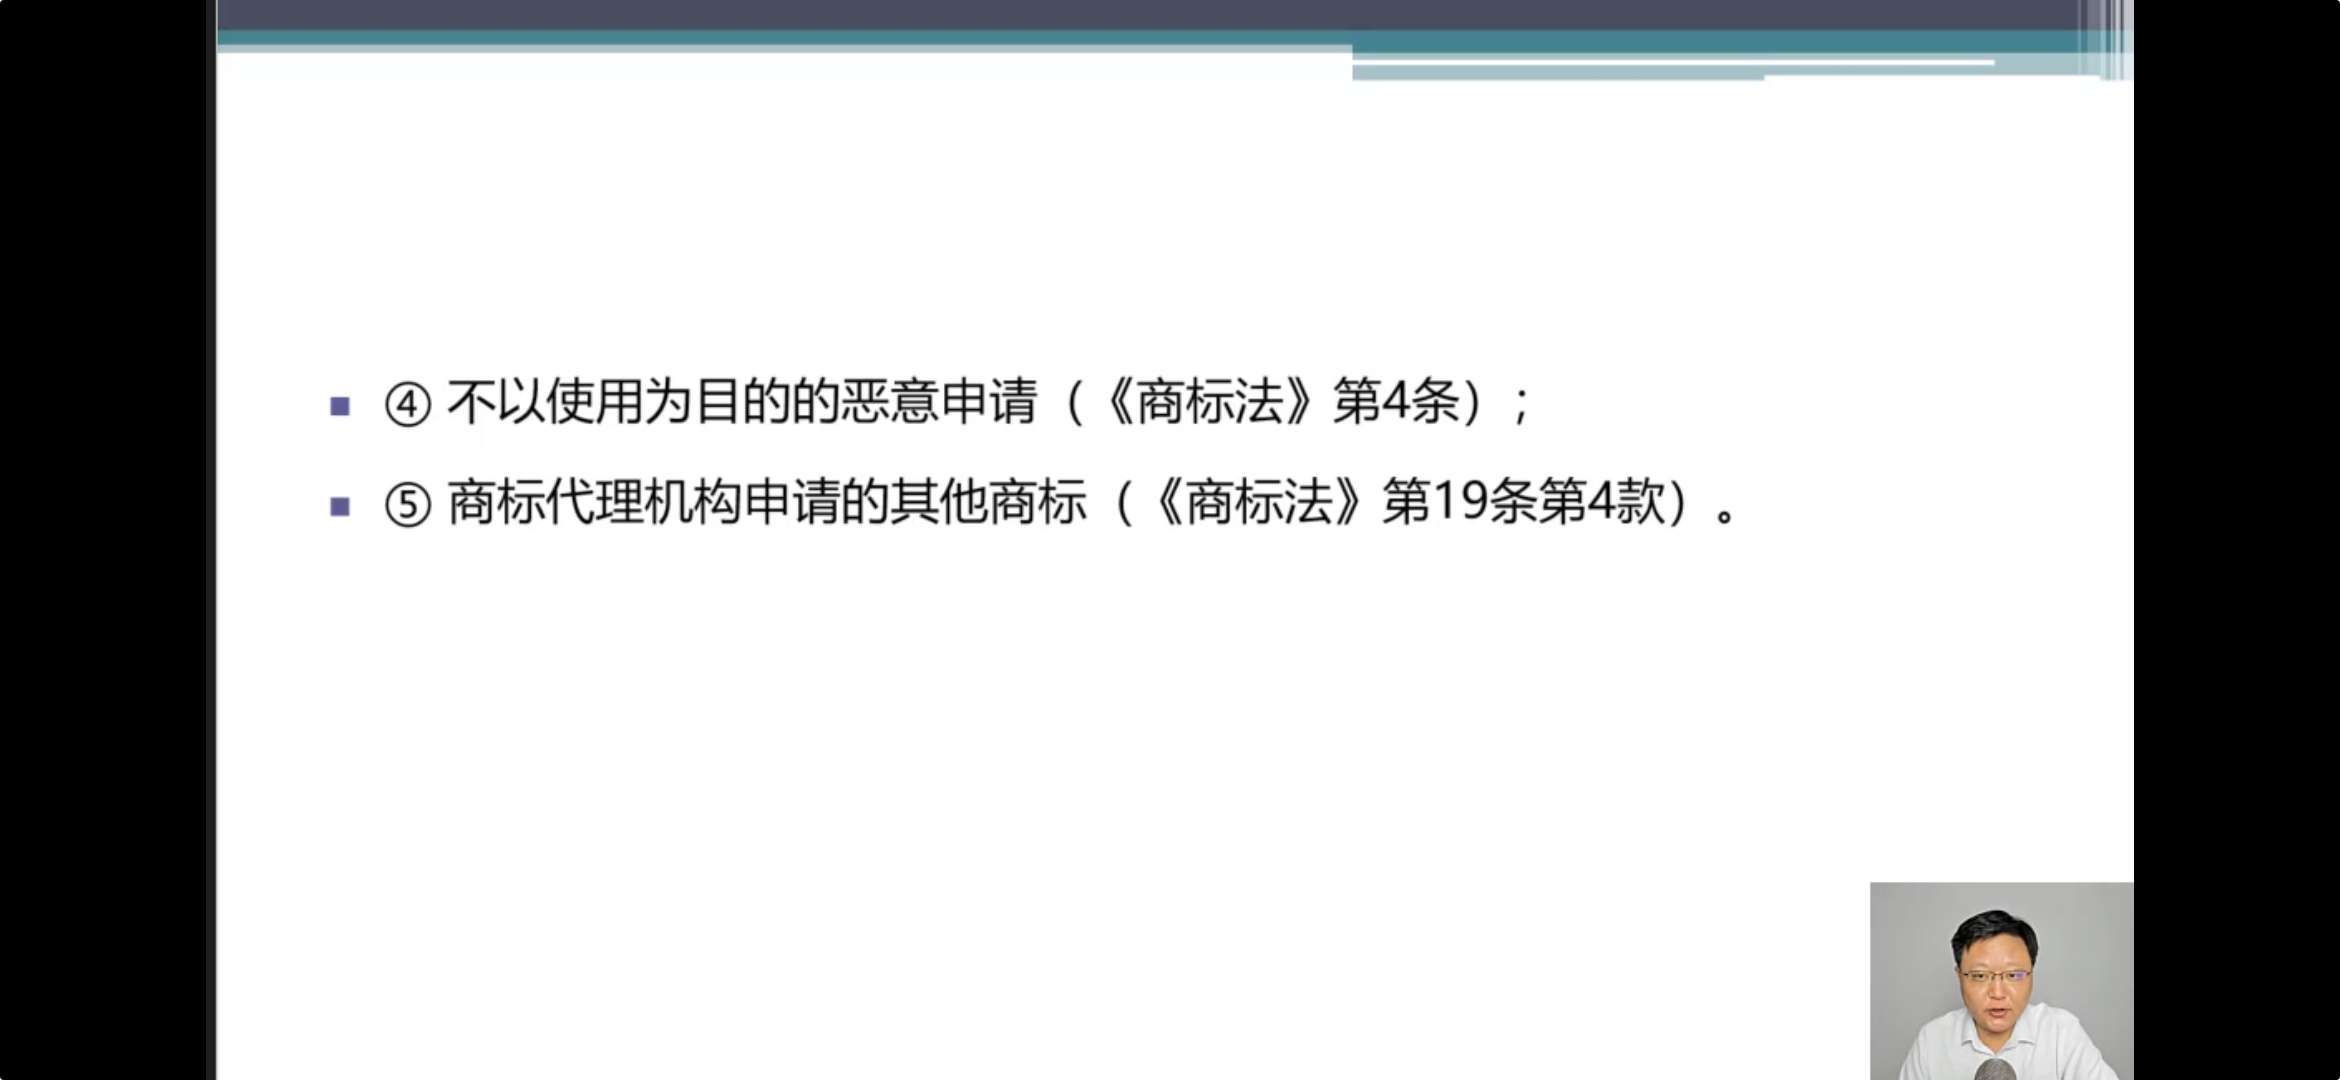 ④ 不以使用为目的的恶意申请（《商标法》第4条）；
⑤ 商标代理机构申请的其他商标（《商标法》第19条第4款）。